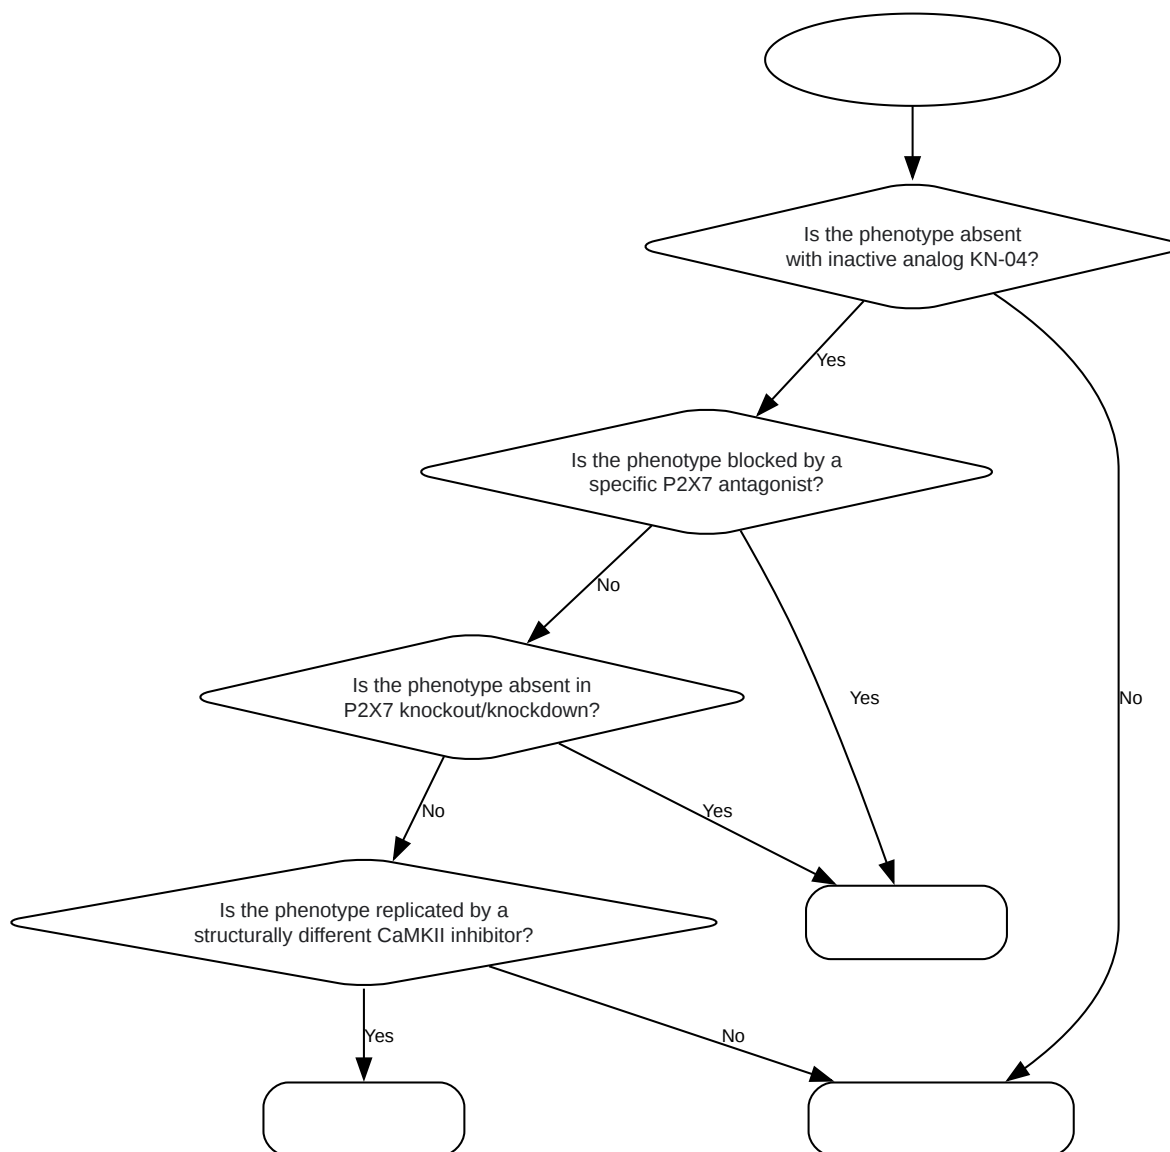 Is the phenotype absent
with inactive analog KN-04?
Yes
Is the phenotype blocked by a
specific P2X7 antagonist?
No
Is the phenotype absent in
P2X7 knockout/knockdown?
Yes
No
No
Yes
Is the phenotype replicated by a
structurally different CaMKII inhibitor?
Yes
No